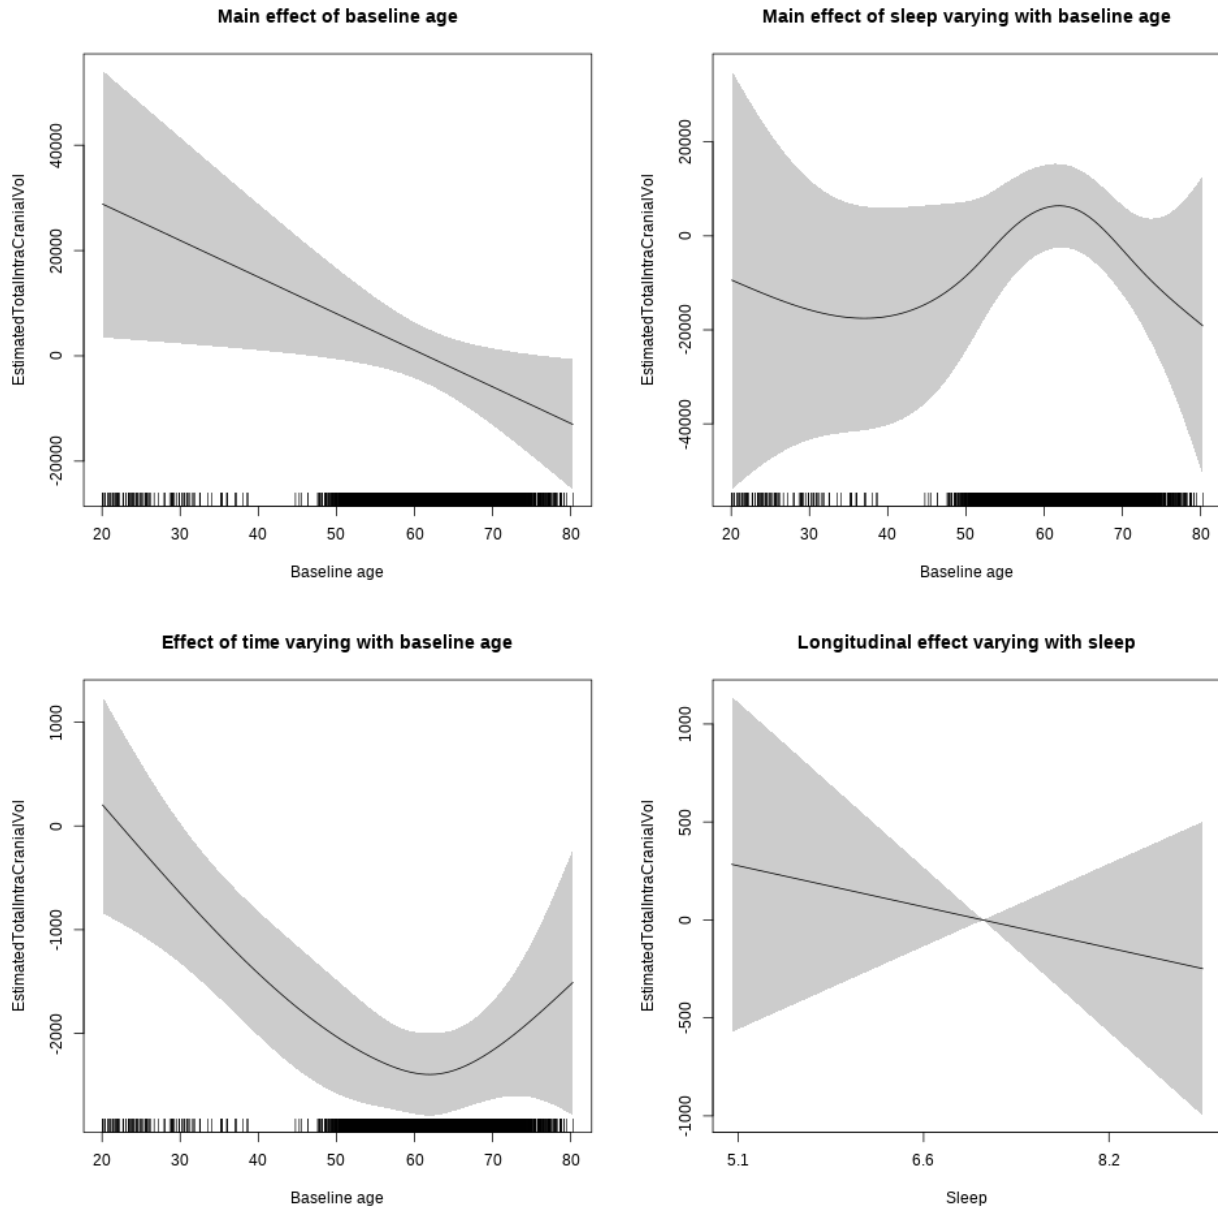 Main effect of baseline age
EstimatedTotalIntraCranialVol
40000
20000
0
-20000
20 30 40 50 60 70 80
Baseline age
Main effect of sleep varying with baseline age
EstimatedTotalIntraCranialVol
20000
0
-20000
-40000
20 30 40 50 60 70 80
Baseline age
Effect of time varying with baseline age
EstimatedTotalIntraCranialVol
1000
0
-1000
-2000
20 30 40 50 60 70 80
Baseline age
Longitudinal effect varying with sleep
EstimatedTotalIntraCranialVol
1000
500
0
-500
-1000
5.1 6.6 8.2
Sleep